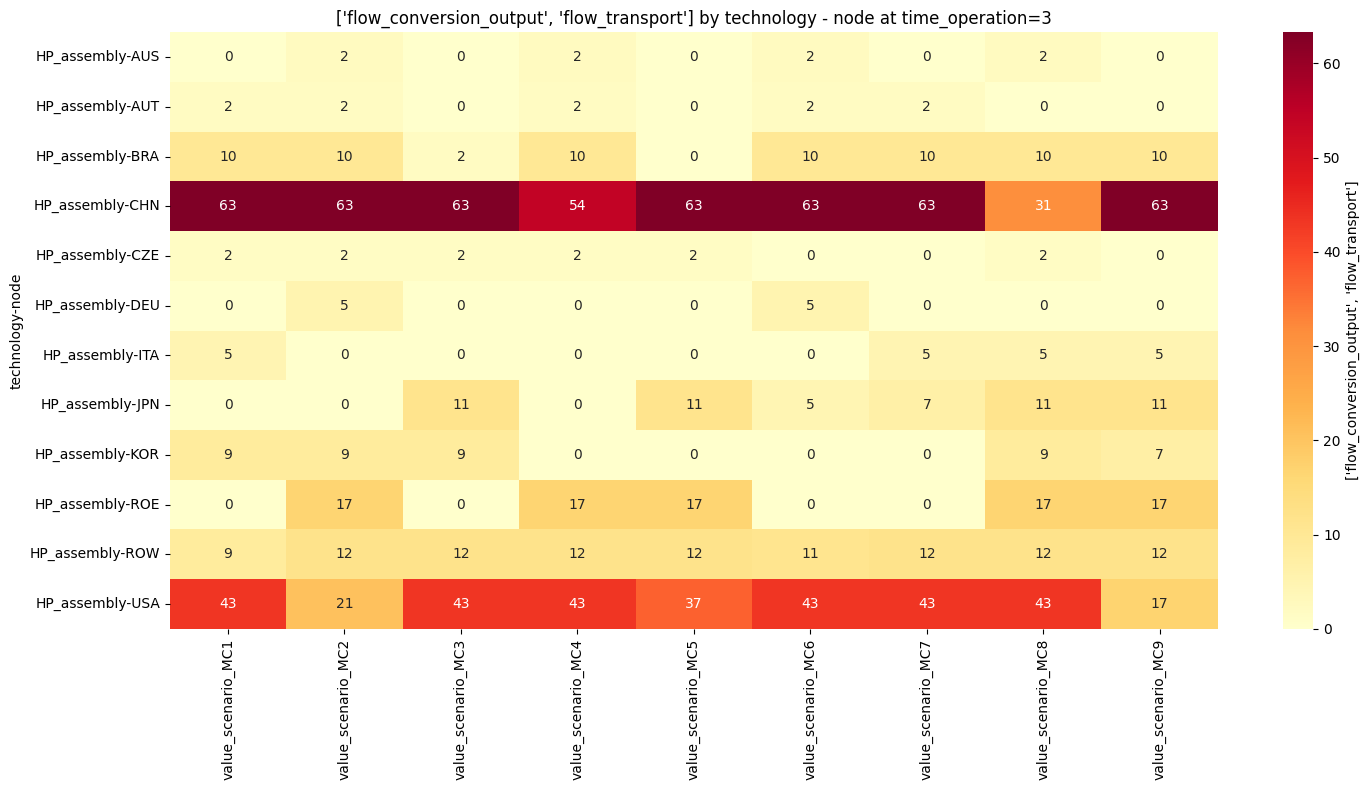 ['flow_conversion_output', 'flow_transport'] by technology - node at time_operation=3
technology-node
HP_assembly-AUS 0 2 0 2 0 2 0 2 0
HP_assembly-AUT 2 2 0 2 0 2 2 0 0
HP_assembly-BRA 10 10 2 10 0 10 10 10 10
HP_assembly-CHN 63 63 63 54 63 63 63 31 63
HP_assembly-CZE 2 2 2 2 2 0 0 2 0
HP_assembly-DEU 0 5 0 0 0 5 0 0 0
HP_assembly-ITA 5 0 0 0 0 0 5 5 5
HP_assembly-JPN 0 0 11 0 11 5 7 11 11
HP_assembly-KOR 9 9 9 0 0 0 0 9 7
HP_assembly-ROE 0 17 0 17 17 0 0 17 17
HP_assembly-ROW 9 12 12 12 12 11 12 12 12
HP_assembly-USA 43 21 43 43 37 43 43 43 17
value_scenario_MC1
value_scenario_MC2
value_scenario_MC3
value_scenario_MC4
value_scenario_MC5
value_scenario_MC6
value_scenario_MC7
value_scenario_MC8
value_scenario_MC9
60
50
40
30
20
10
0
['flow_conversion_output', 'flow_transport']